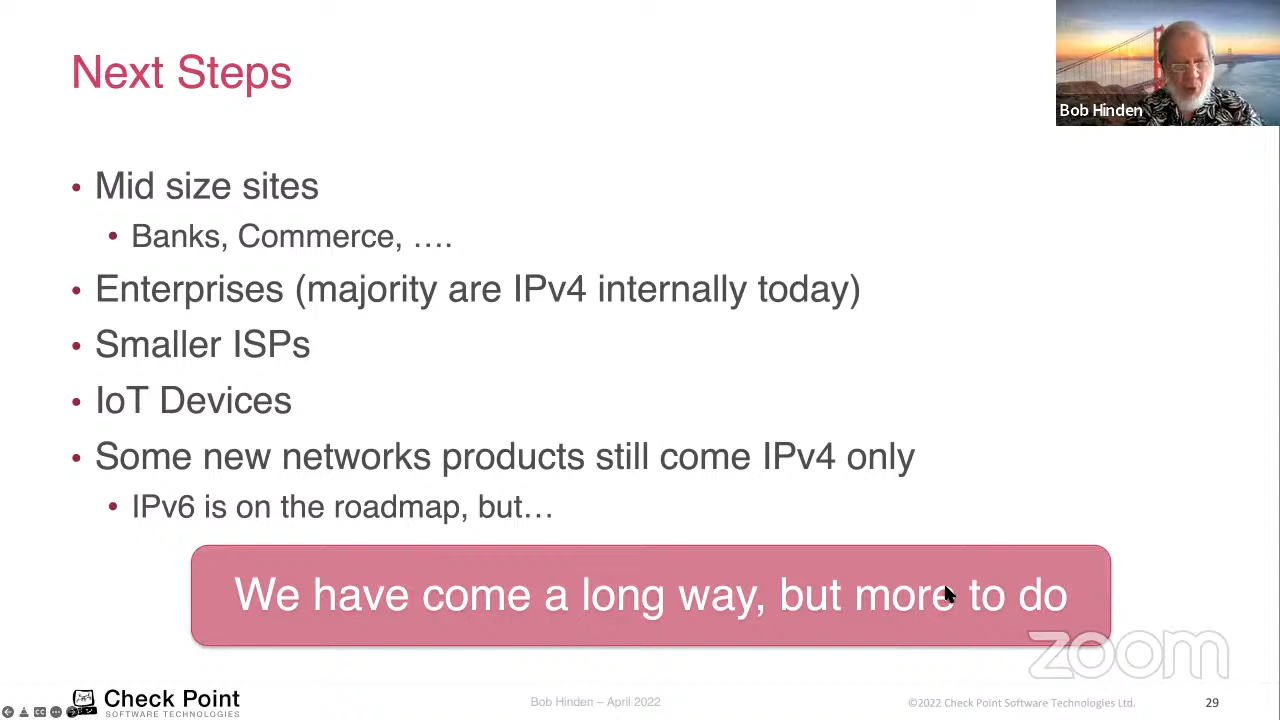 Next Steps
Bob Hinden
• Mid size sites
• Banks, Commerce, ….
• Enterprises (majority are IPv4 internally today)
• Smaller ISPs
• IoT Devices
• Some new networks products still come IPv4 only
• IPv6 is on the roadmap, but…
We have come a long way, but more to do
zoom
CC
Check Point
SOFTWARE TECHNOLOGIES
Bob Hinden – April 2022
©2022 Check Point Software Technologies Ltd.
29